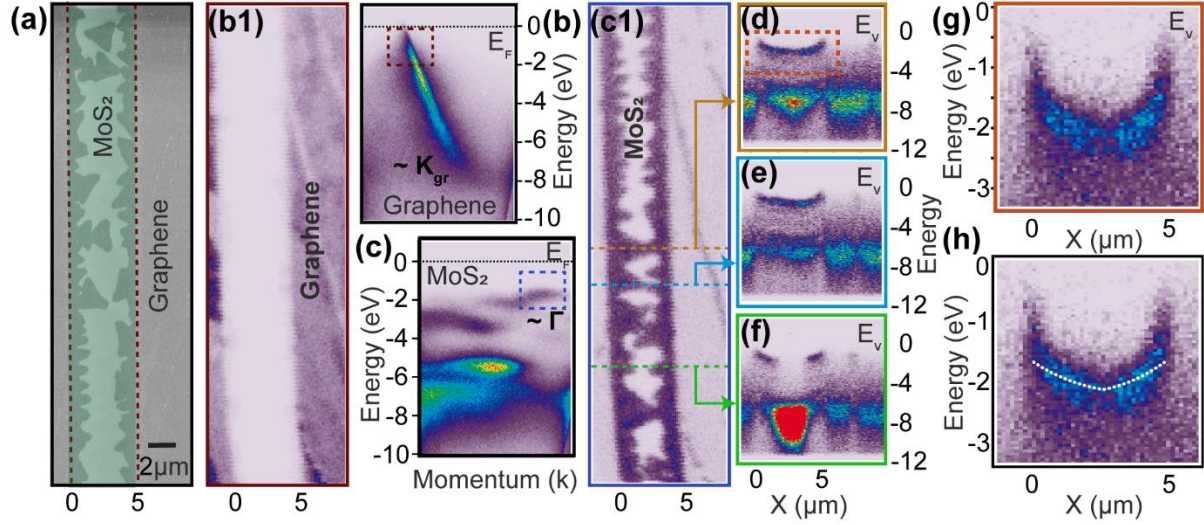 (a)
MoS₂
Graphene
2µm
0 5
(b1)
Graphene
0 5
(b)
E_F
~ K_gr
Graphene
0
-2
-4
-6
-8
-10
Energy (eV)
(c)
E_F
MoS₂
~ Γ
0
-2
-4
-6
-8
-10
Energy (eV)
Momentum (k)
(c1)
MoS₂
0 5
(d)
E_v
0
-4
-8
-12
(e)
E_v
0
-4
-8
-12
Energy
(f)
E_v
0
-4
-8
-12
0 5
X (µm)
(g)
E_v
0
-1
-2
-3
Energy (eV)
0 5
X (µm)
(h)
E_v
0
-1
-2
-3
Energy (eV)
0 5
X (µm)